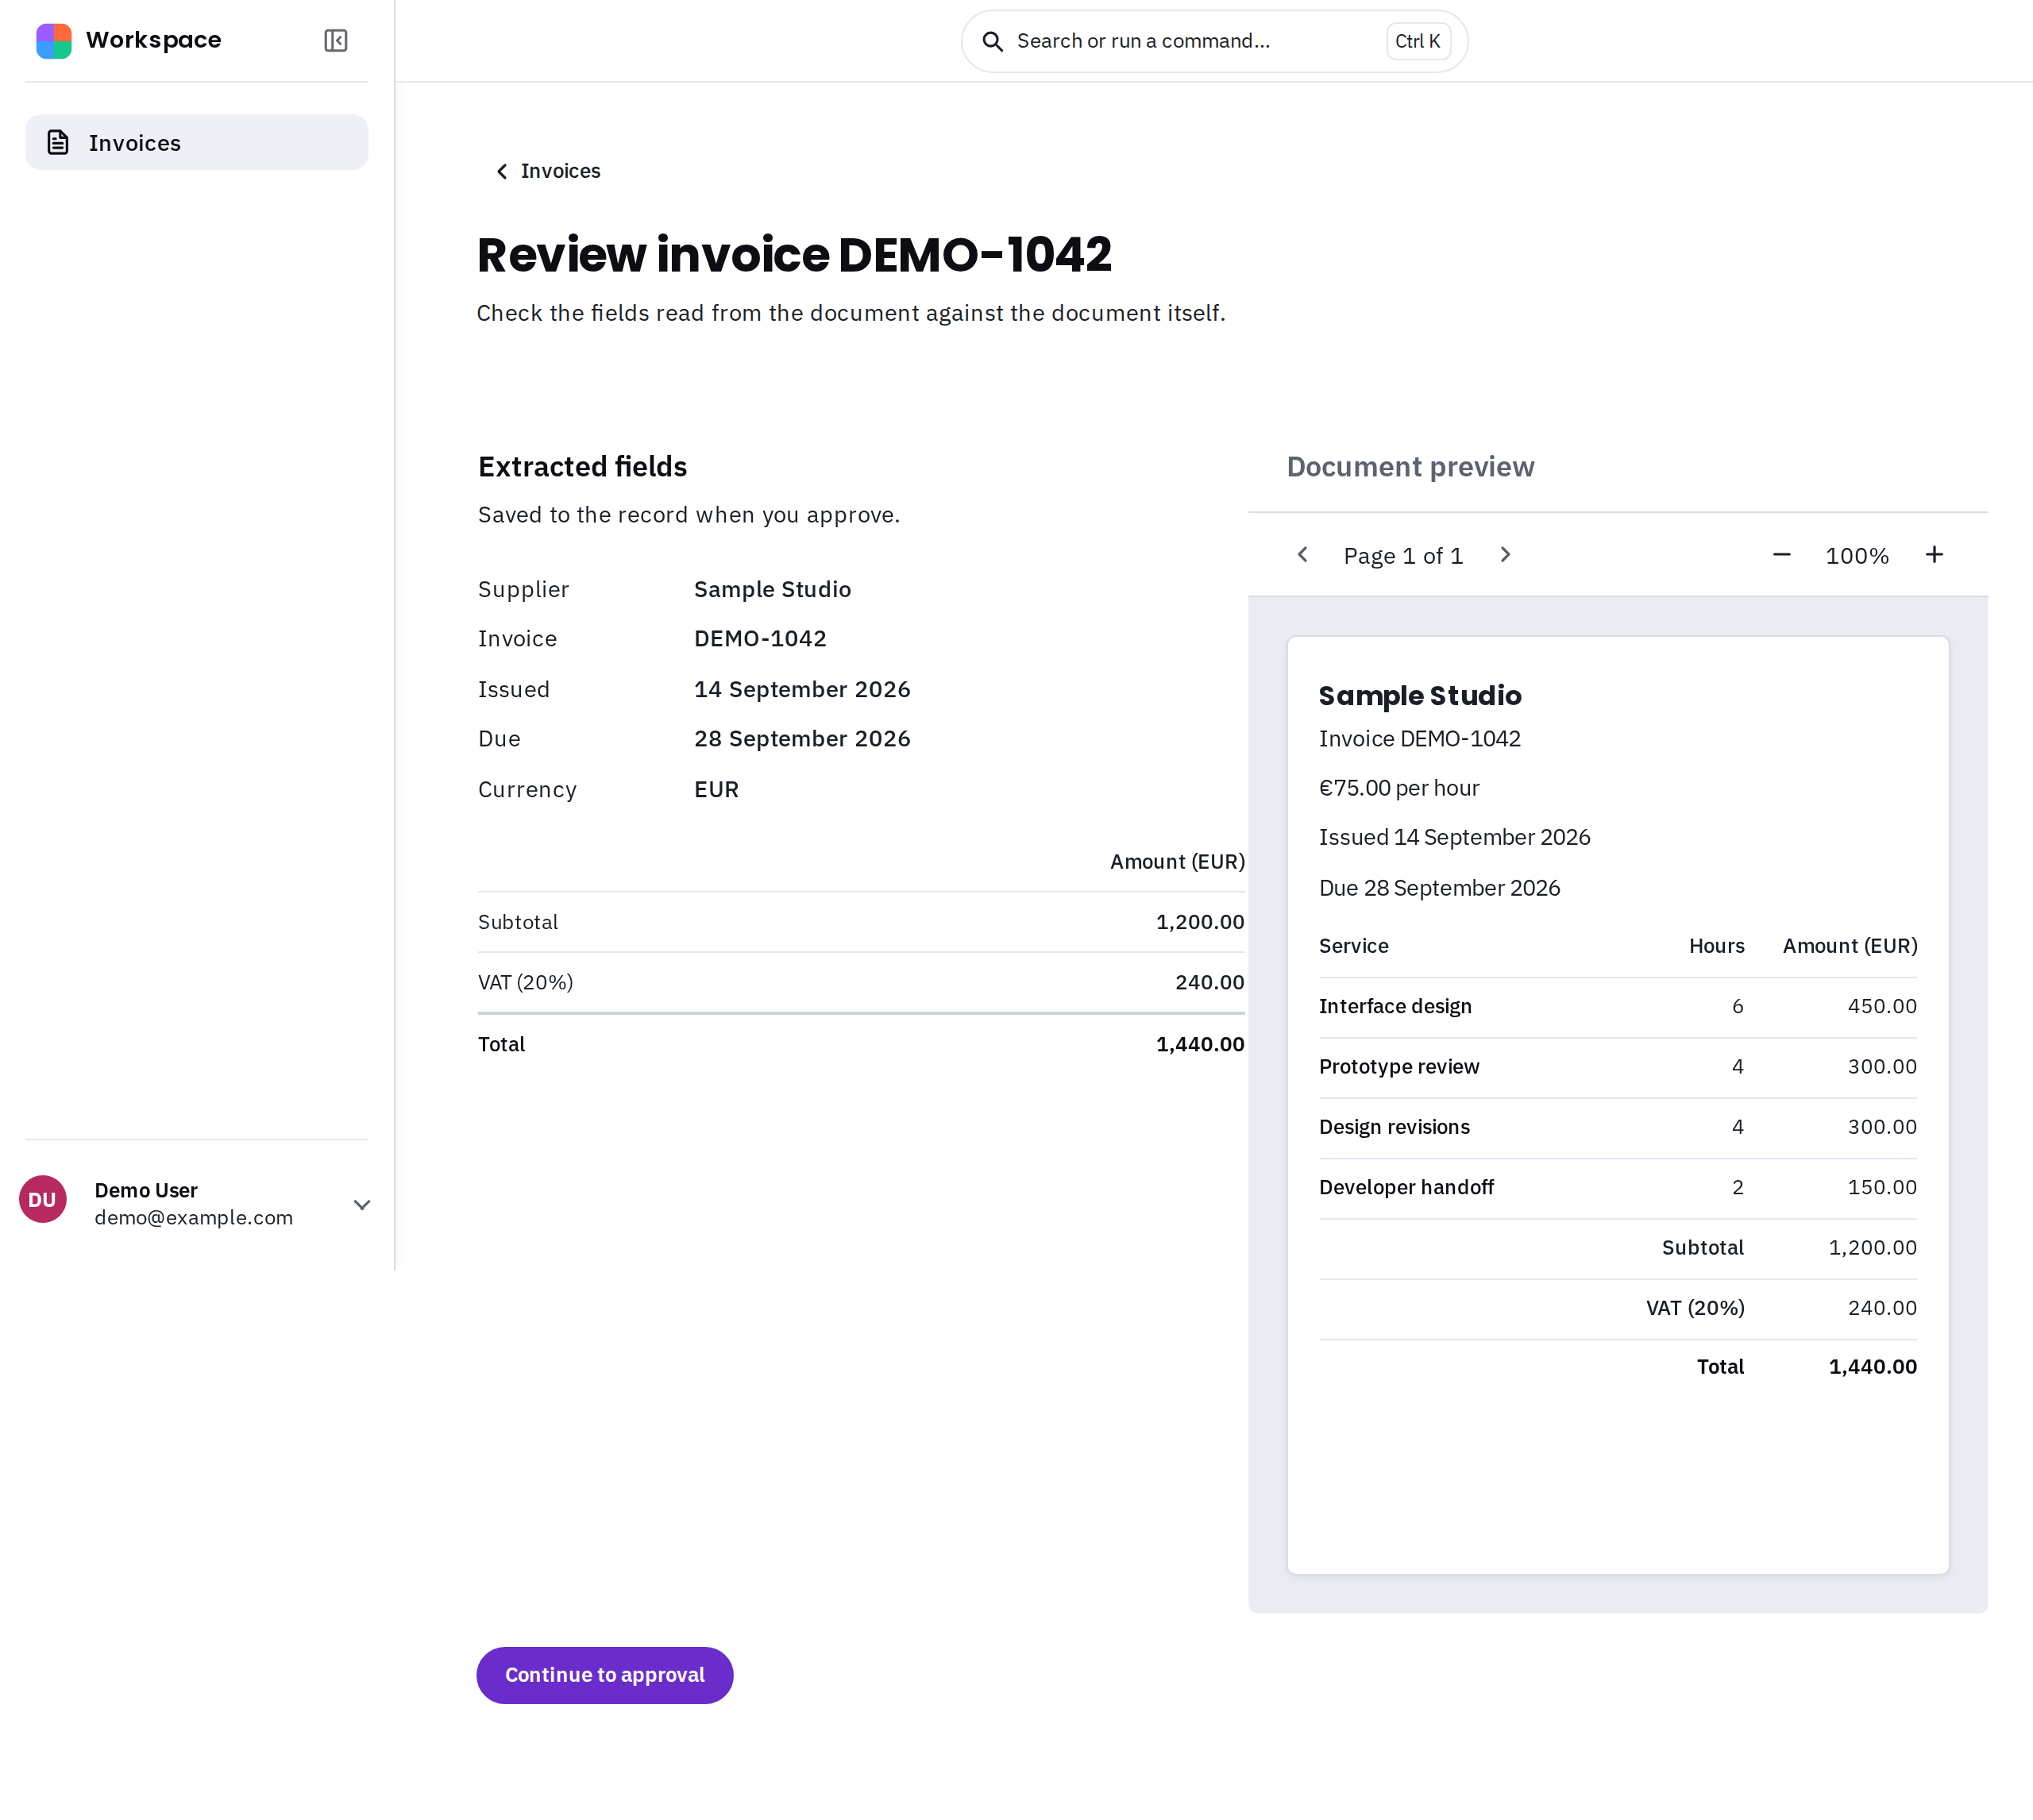 Workspace
Search or run a command...
Ctrl K
Invoices
Invoices
Review invoice DEMO-1042
Check the fields read from the document against the document itself.
Extracted fields
Saved to the record when you approve.
Supplier Sample Studio
Invoice DEMO-1042
Issued 14 September 2026
Due 28 September 2026
Currency EUR
Amount (EUR)
Subtotal 1,200.00
VAT (20%) 240.00
Total 1,440.00
Document preview
Page 1 of 1
100%
Sample Studio
Invoice DEMO-1042
€75.00 per hour
Issued 14 September 2026
Due 28 September 2026
Service Hours Amount (EUR)
Interface design 6 450.00
Prototype review 4 300.00
Design revisions 4 300.00
Developer handoff 2 150.00
Subtotal 1,200.00
VAT (20%) 240.00
Total 1,440.00
DU
Demo User
demo@example.com
Continue to approval